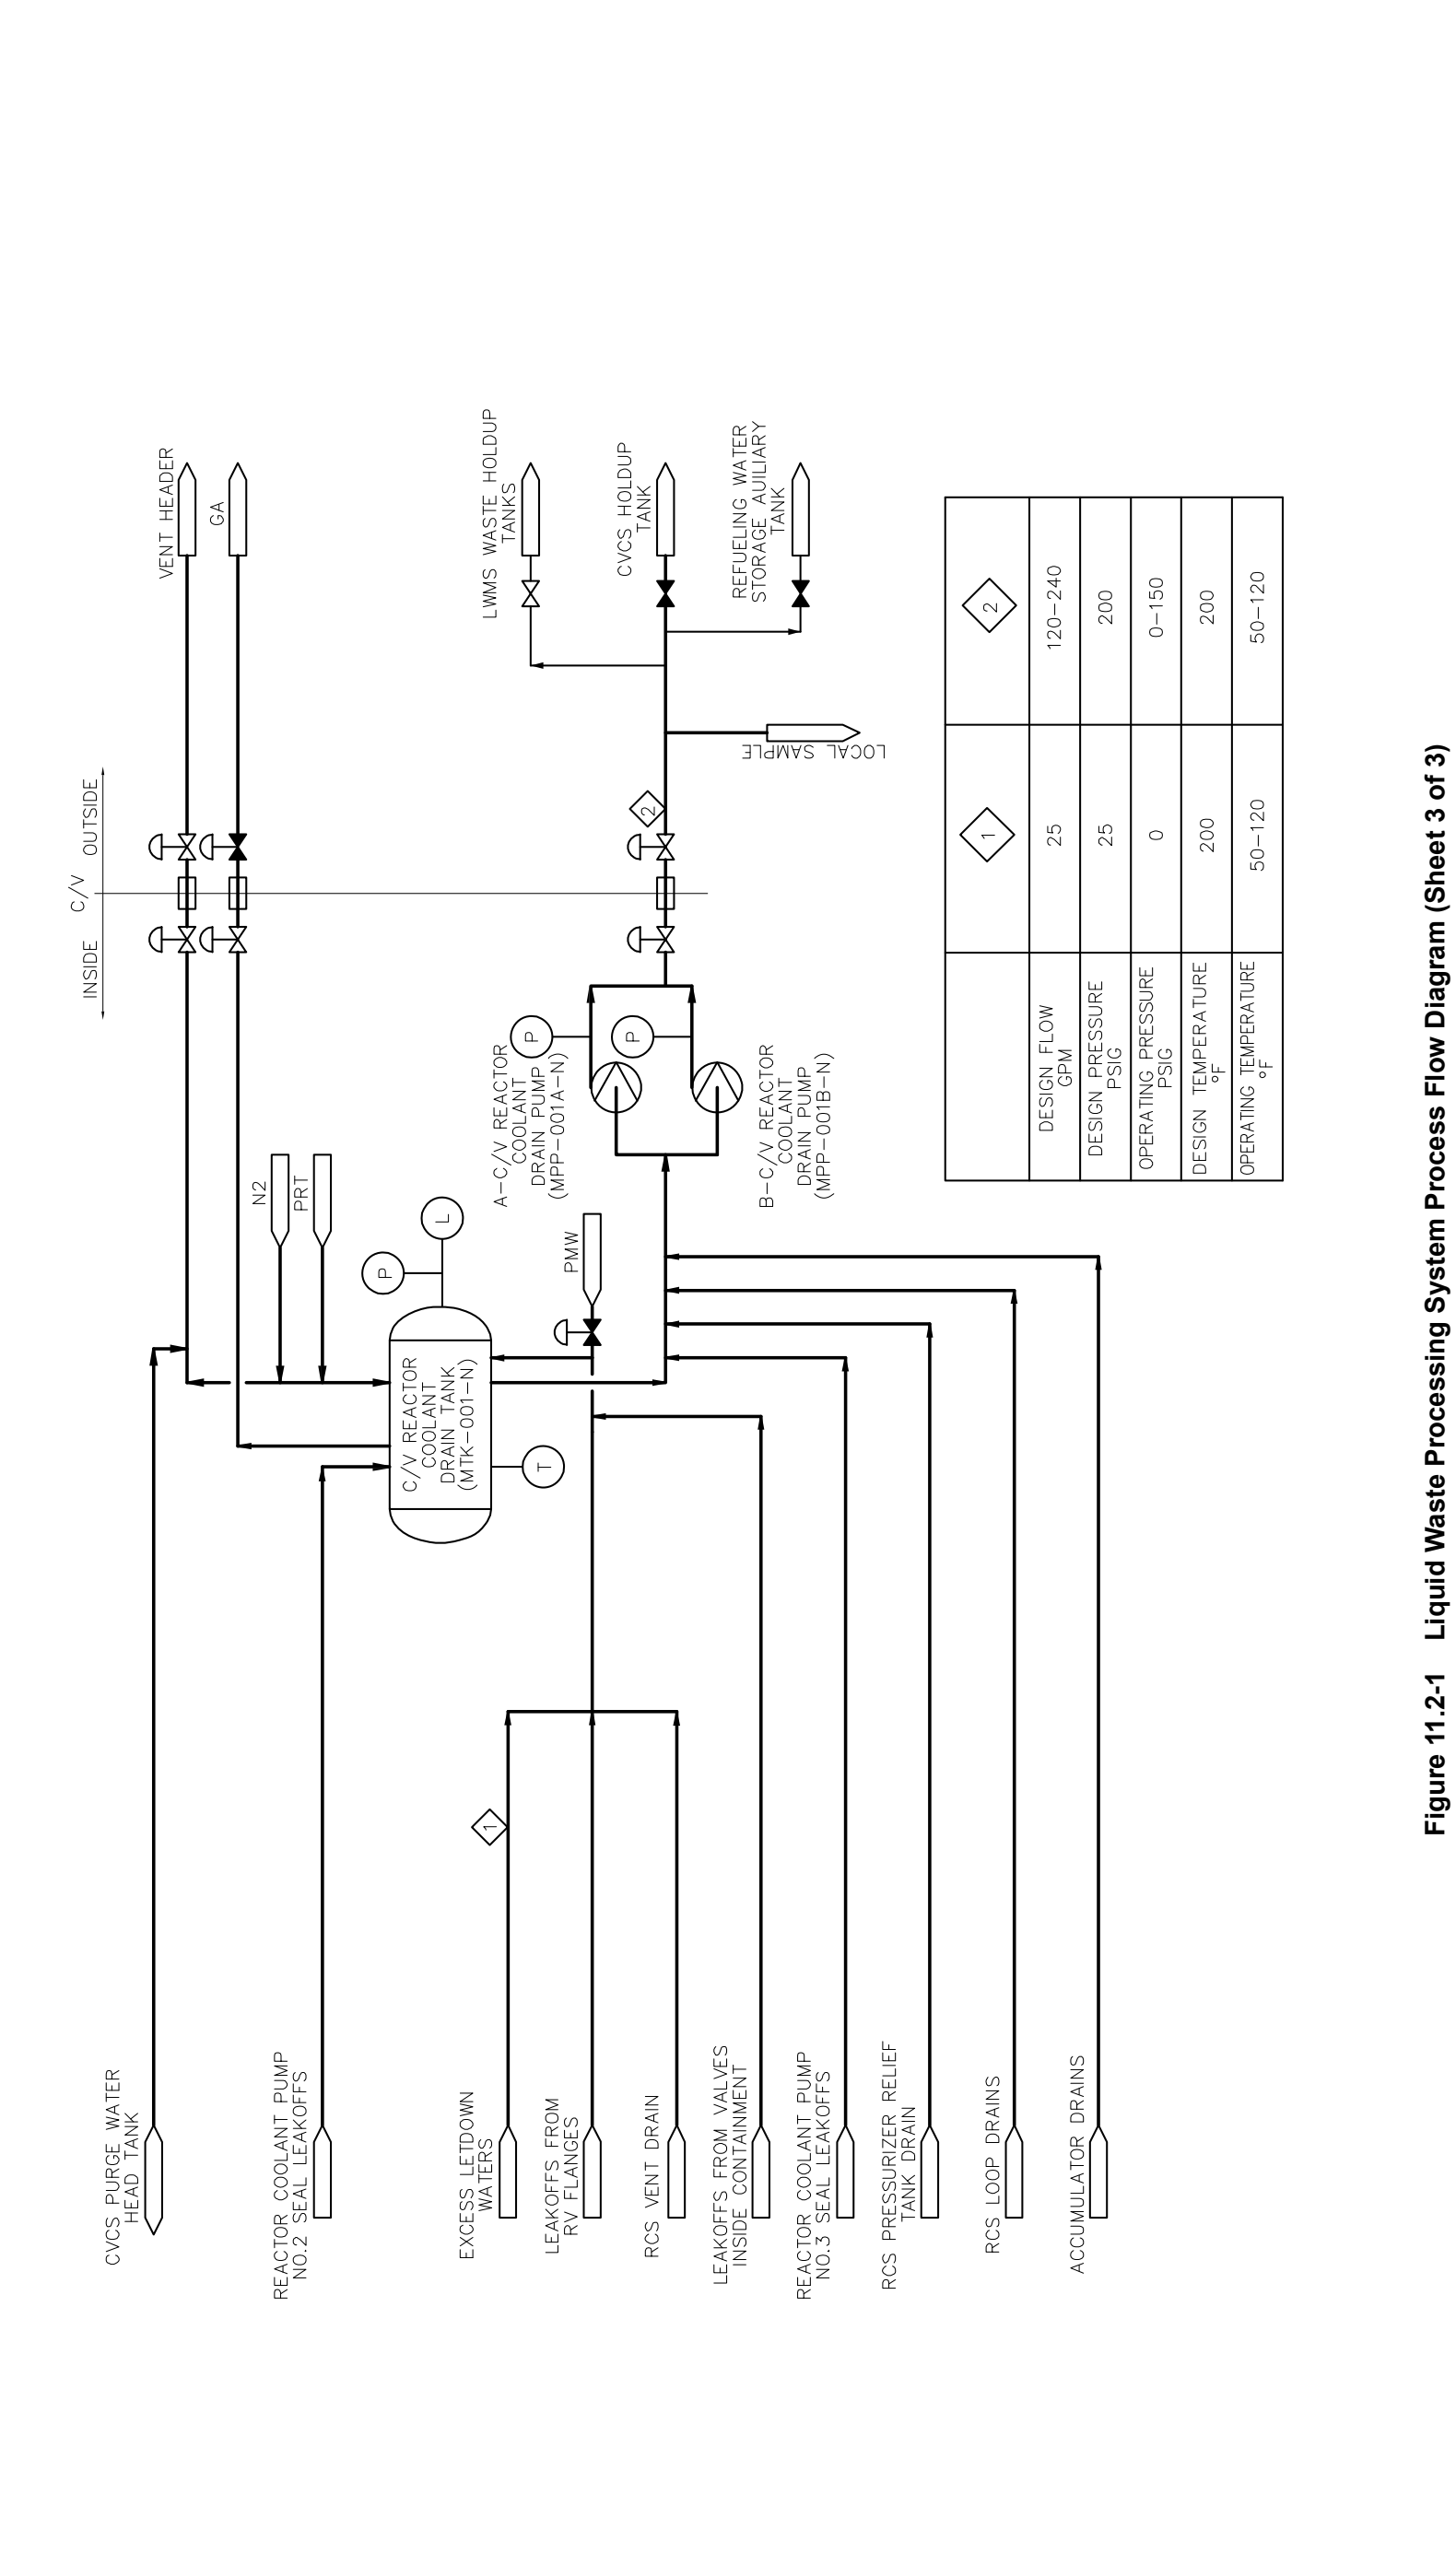 INSIDE C/V OUTSIDE
CVCS PURGE WATER
HEAD TANK
VENT HEADER
GA
N2
PRT
REACTOR COOLANT PUMP
NO.2 SEAL LEAKOFFS
P
L
C/V REACTOR
COOLANT
DRAIN TANK
(MTK-001-N)
T
PMW
A-C/V REACTOR
COOLANT
DRAIN PUMP
(MPP-001A-N)
P
P
B-C/V REACTOR
COOLANT
DRAIN PUMP
(MPP-001B-N)
LWMS WASTE HOLDUP
TANKS
CVCS HOLDUP
TANK
REFUELING WATER
STORAGE AUILIARY
TANK
2
LOCAL SAMPLE
EXCESS LETDOWN
WATERS
1
LEAKOFFS FROM
RV FLANGES
RCS VENT DRAIN
LEAKOFFS FROM VALVES
INSIDE CONTAINMENT
REACTOR COOLANT PUMP
NO.3 SEAL LEAKOFFS
RCS PRESSURIZER RELIEF
TANK DRAIN
RCS LOOP DRAINS
ACCUMULATOR DRAINS
1 2
DESIGN FLOW
GPM
25 120-240
DESIGN PRESSURE
PSIG
25 200
OPERATING PRESSURE
PSIG
0 0-150
DESIGN TEMPERATURE
°F
200 200
OPERATING TEMPERATURE
°F
50-120 50-120
Figure 11.2-1 Liquid Waste Processing System Process Flow Diagram (Sheet 3 of 3)